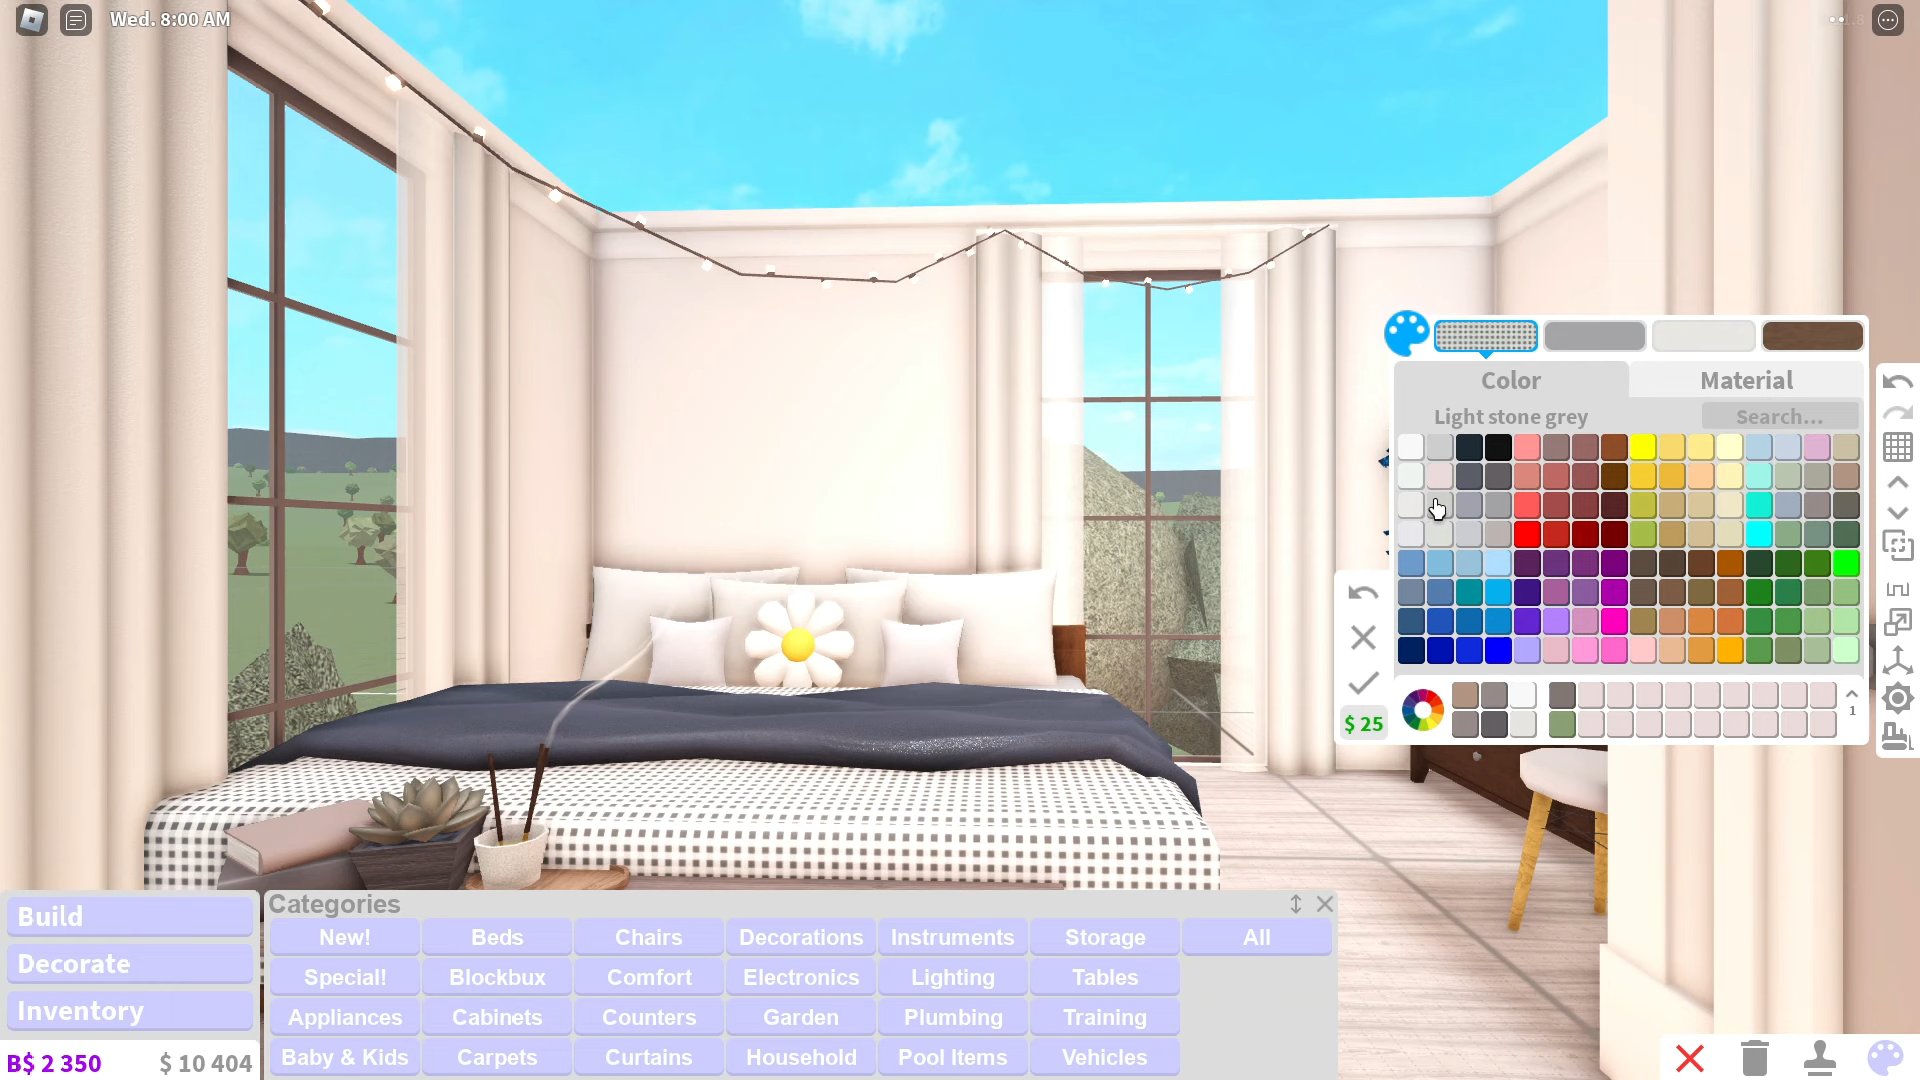 Wed. 8:00 AM
Color
Material
Light stone grey
Search...
$ 25
1
Build
Decorate
Inventory
B$ 2 350
$ 10 404
Categories
New!
Beds
Chairs
Decorations
Instruments
Storage
All
Special!
Blockbux
Comfort
Electronics
Lighting
Tables
Appliances
Cabinets
Counters
Garden
Plumbing
Training
Baby & Kids
Carpets
Curtains
Household
Pool Items
Vehicles